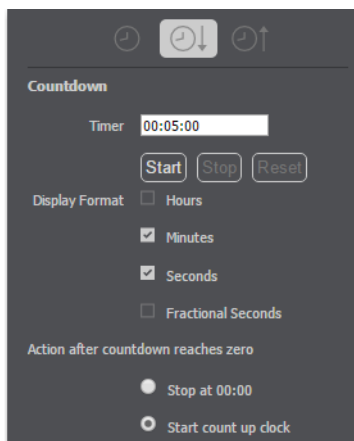 Countdown
Timer 00:05:00
Start Stop Reset
Display Format Hours
Minutes
Seconds
Fractional Seconds
Action after countdown reaches zero
Stop at 00:00
Start count up clock